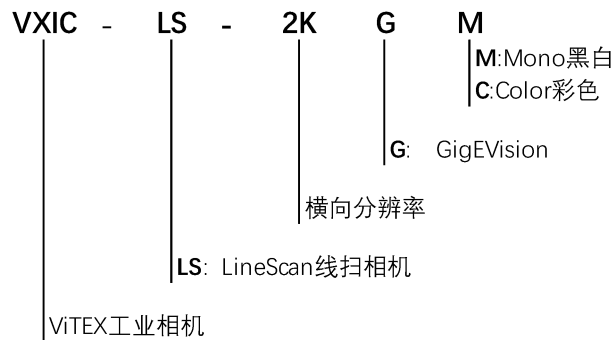 VXIC - LS - 2K G M
M:Mono黑白
C:Color彩色
G: GigEVision
横向分辨率
LS: LineScan线扫相机
ViTEX工业相机